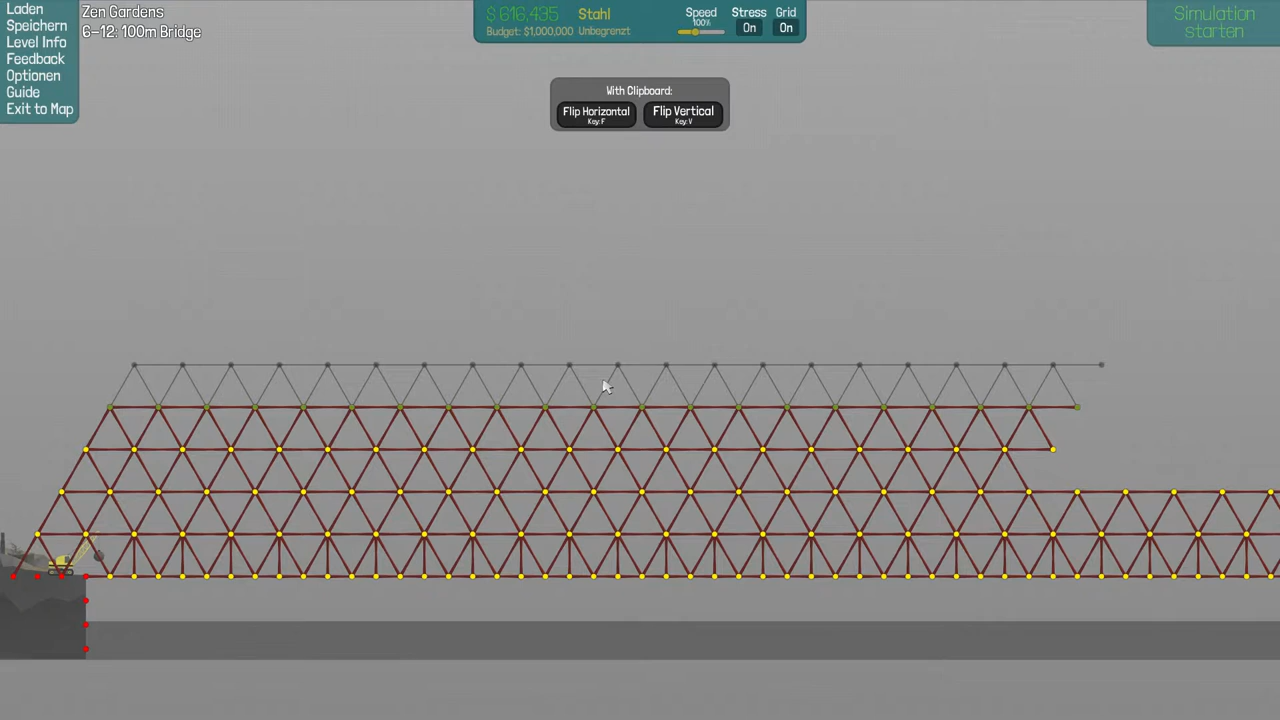 Laden
Speichern
Level Info
Feedback
Optionen
Guide
Exit to Map
Zen Gardens
6-12: 100m Bridge
$ 616,435
Budget: $1,000,000
Stahl
Unbegrenzt
Speed
100%
Stress
On
Grid
On
Simulation
starten
With Clipboard:
Flip Horizontal
Key: F
Flip Vertical
Key: V